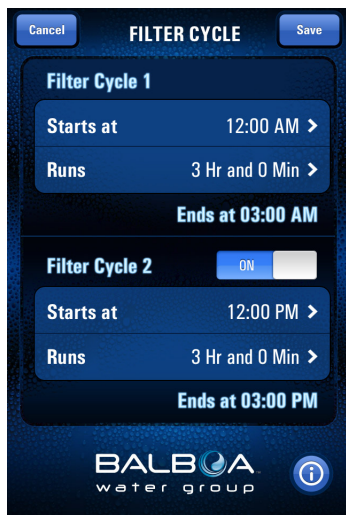 Cancel FILTER CYCLE Save
Filter Cycle 1
Starts at 12:00 AM >
Runs 3 Hr and 0 Min >
Ends at 03:00 AM
Filter Cycle 2 ON
Starts at 12:00 PM >
Runs 3 Hr and 0 Min >
Ends at 03:00 PM
BALBOA
water group
i